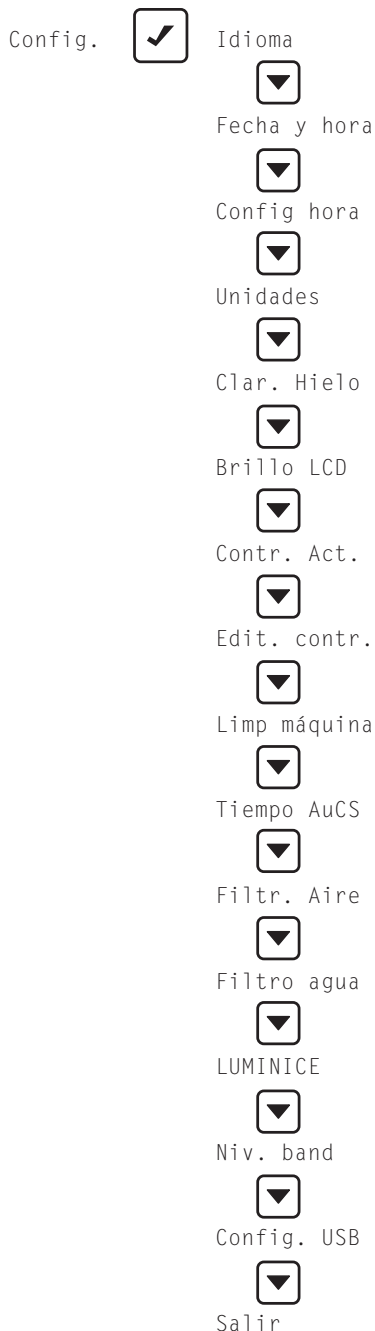 Config. Idioma
Fecha y hora
Config hora
Unidades
Clar. Hielo
Brillo LCD
Contr. Act.
Edit. contr.
Limp máquina
Tiempo AuCS
Filtr. Aire
Filtro agua
LUMINICE
Niv. band
Config. USB
Salir